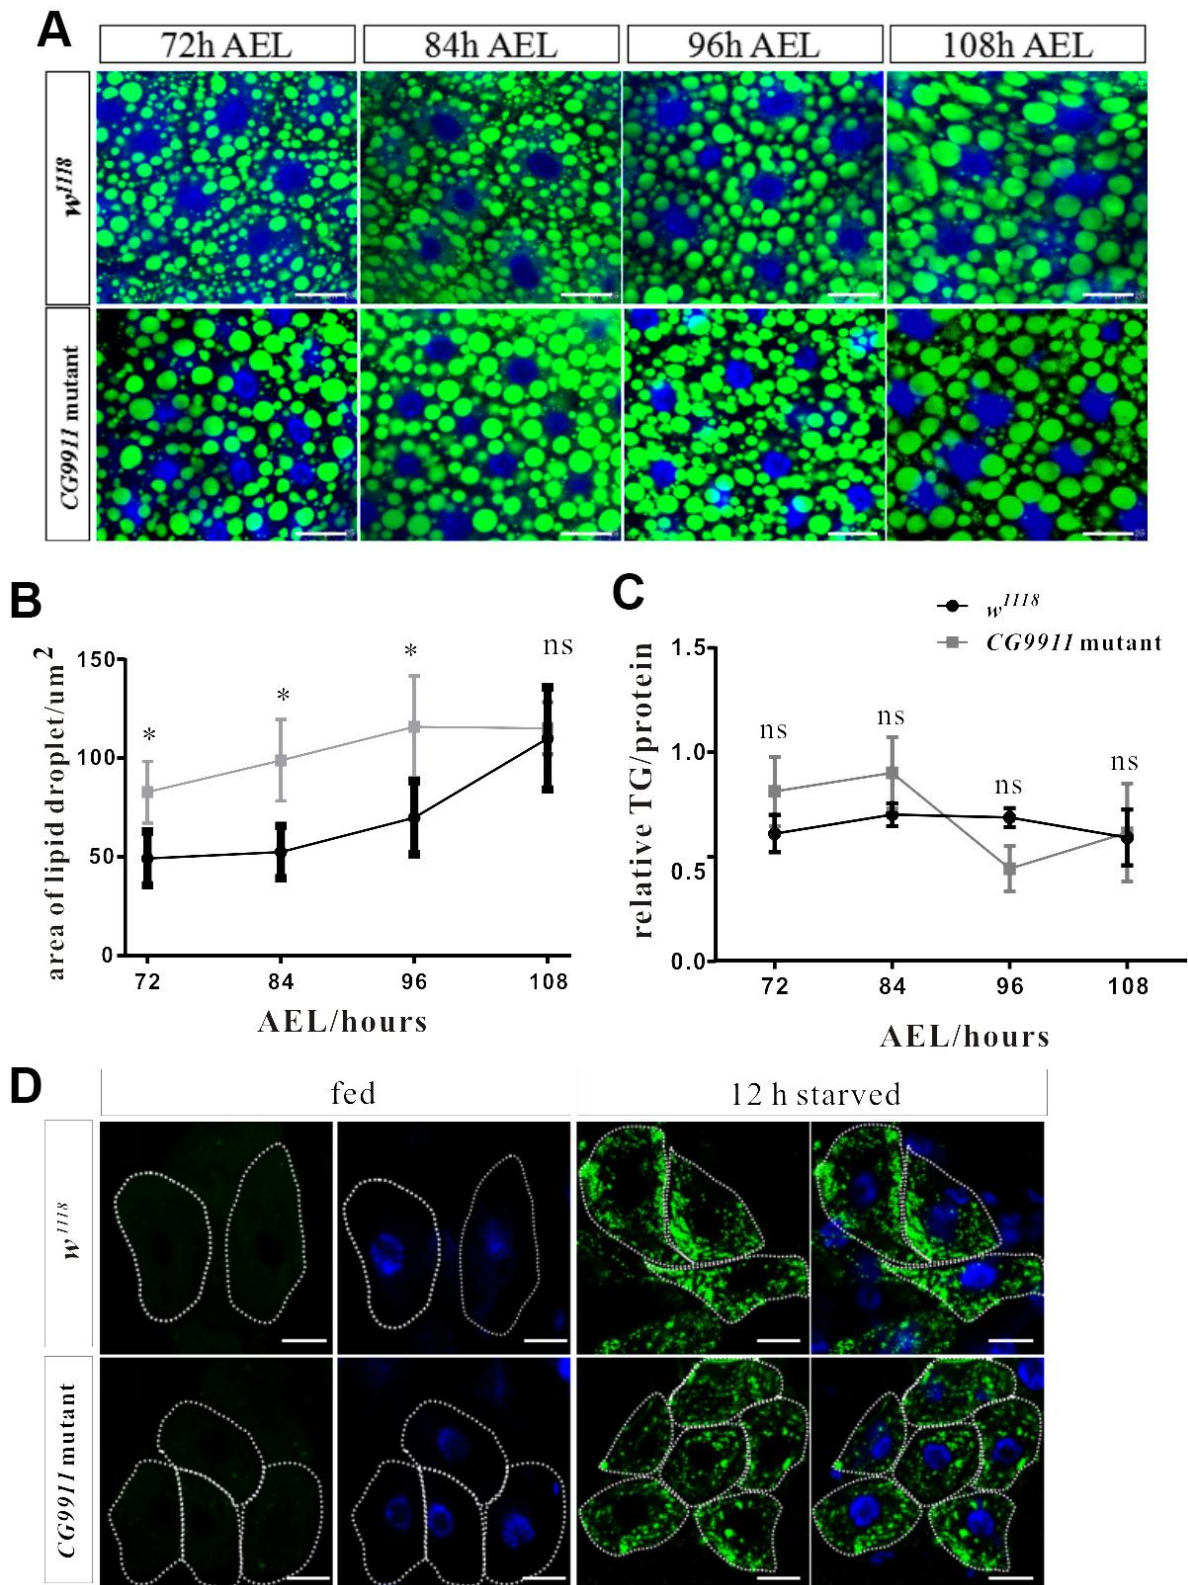 A
72h AEL 84h AEL 96h AEL 108h AEL
w1118
CG9911 mutant
B
area of lipid droplet/um2
150
100
50
0
* * * ns
72 84 96 108
AEL/hours
C
w1118
CG9911 mutant
relative TG/protein
1.5
1.0
0.5
0.0
ns ns ns ns
72 84 96 108
AEL/hours
D
fed 12 h starved
w1118
CG9911 mutant